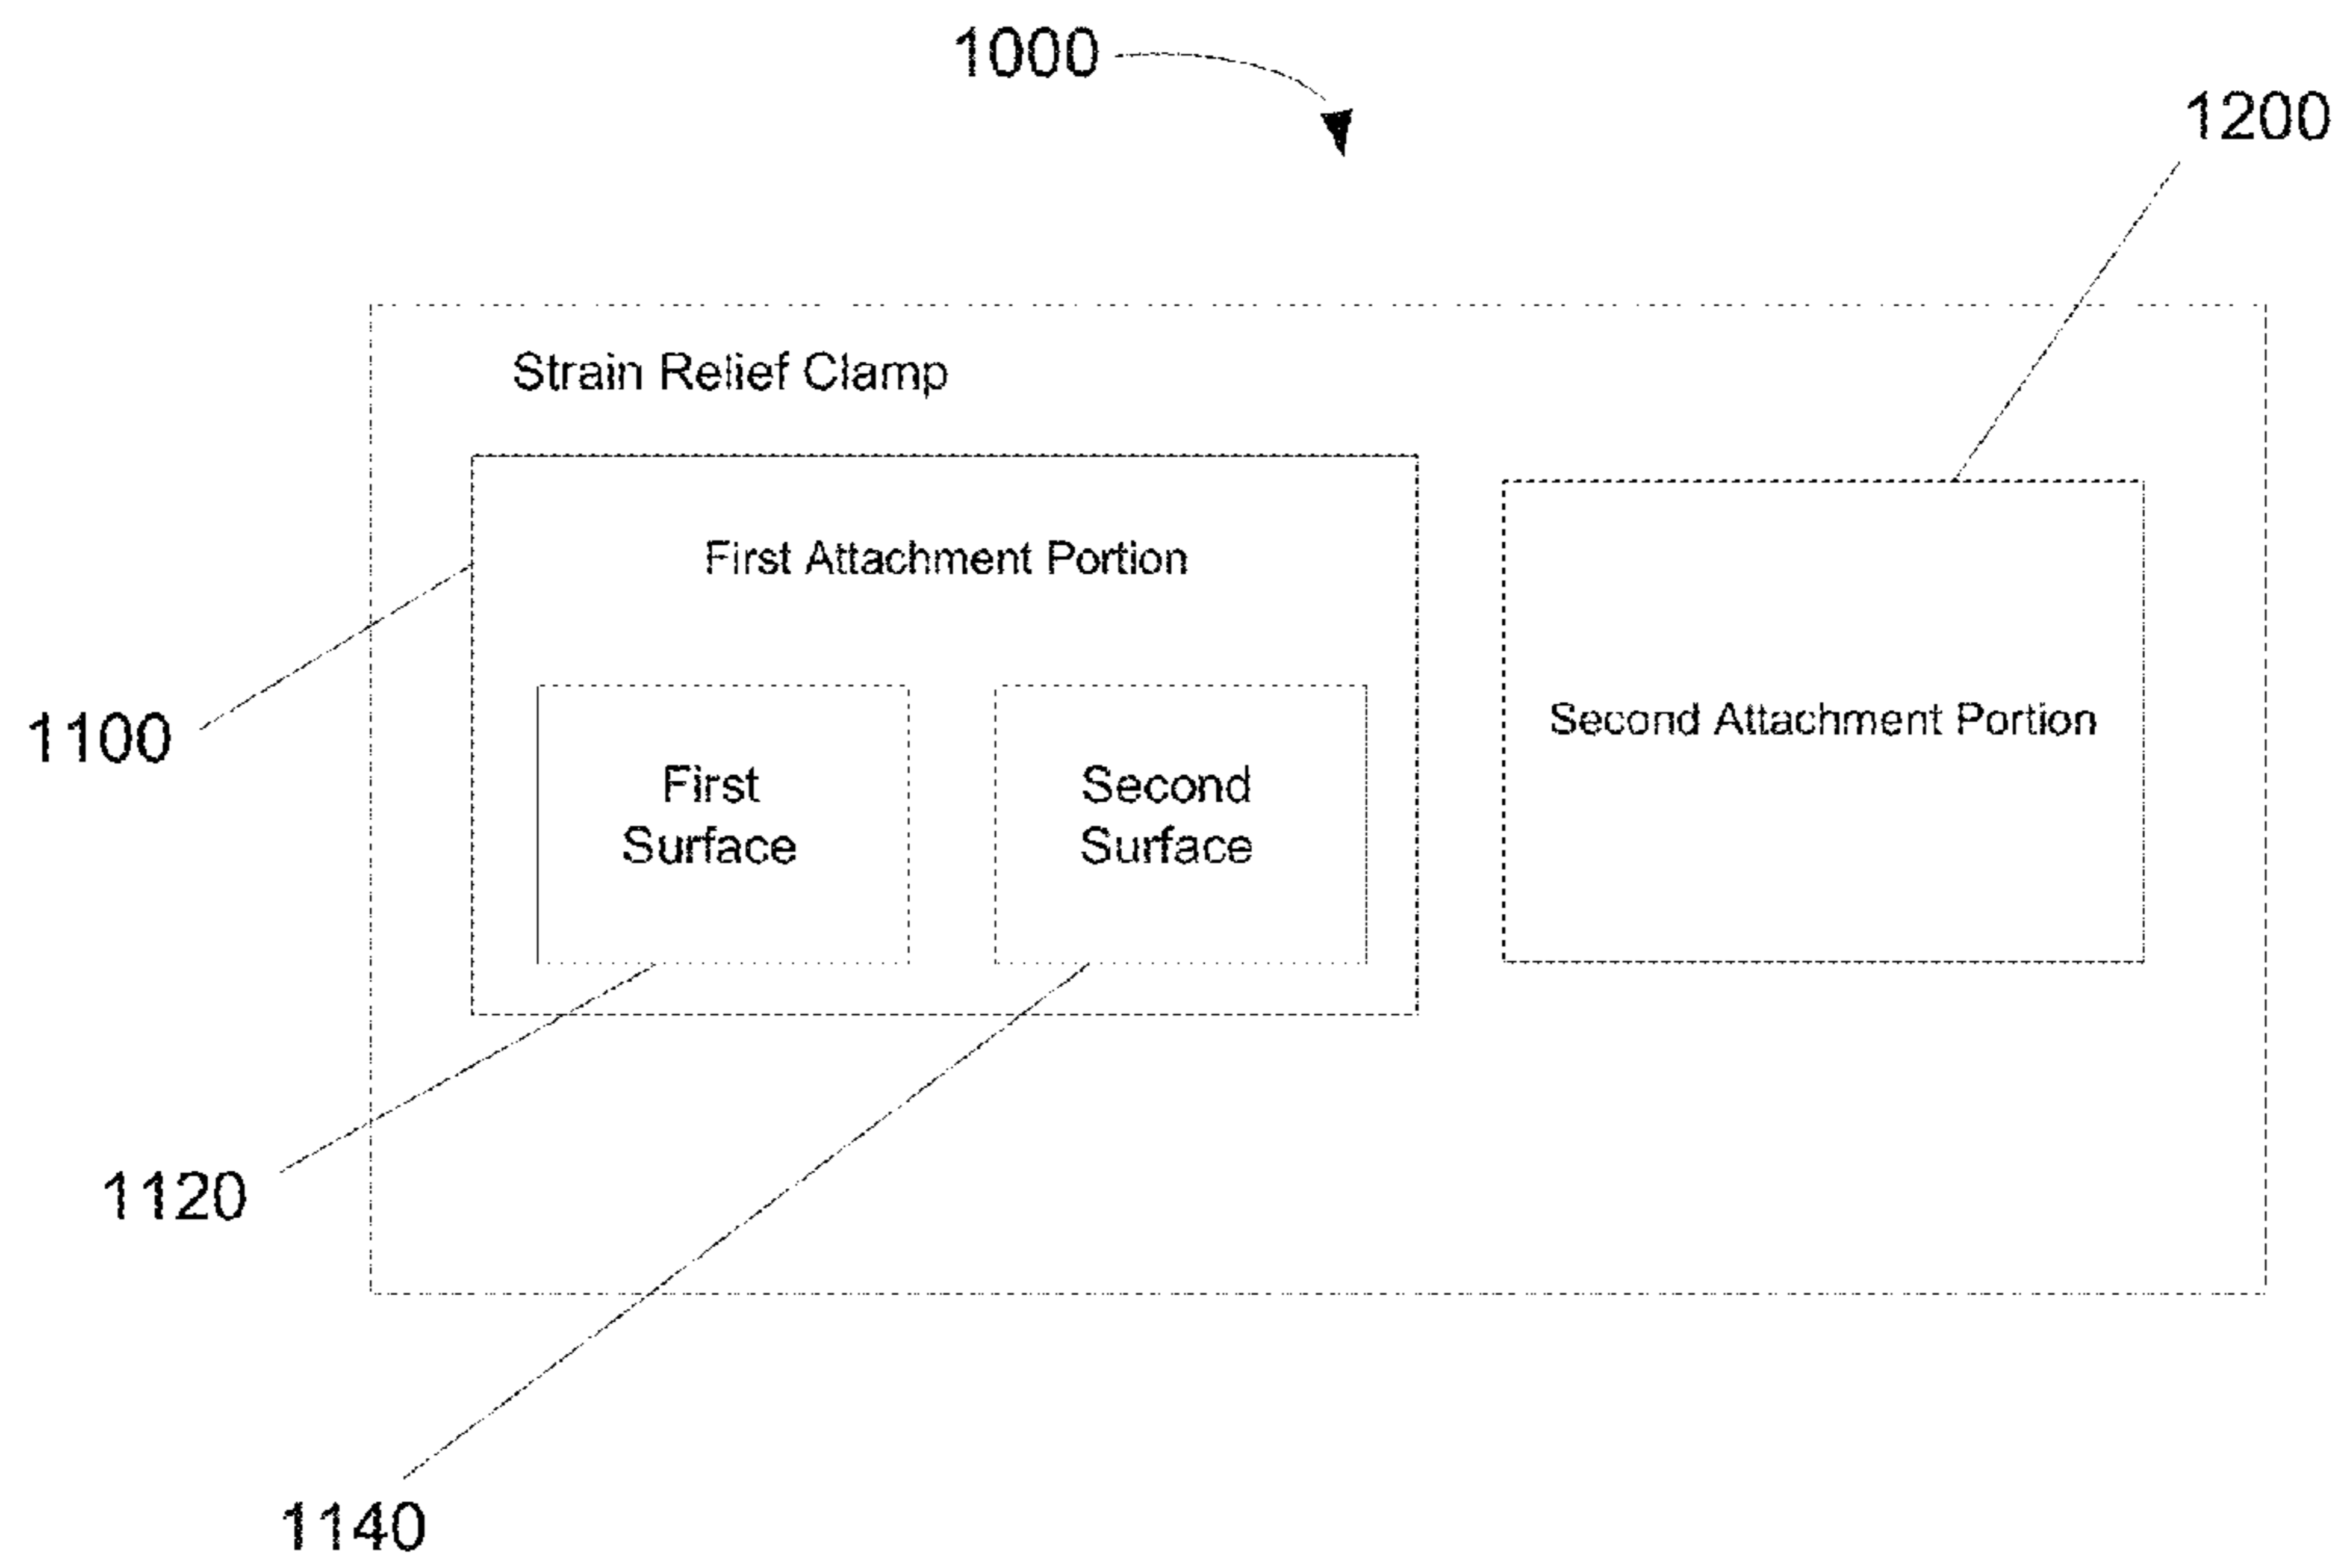 1000
1200
Strain Relief Clamp
First Attachment Portion
Second Attachment Portion
1100
First
Surface
Second
Surface
1120
1140